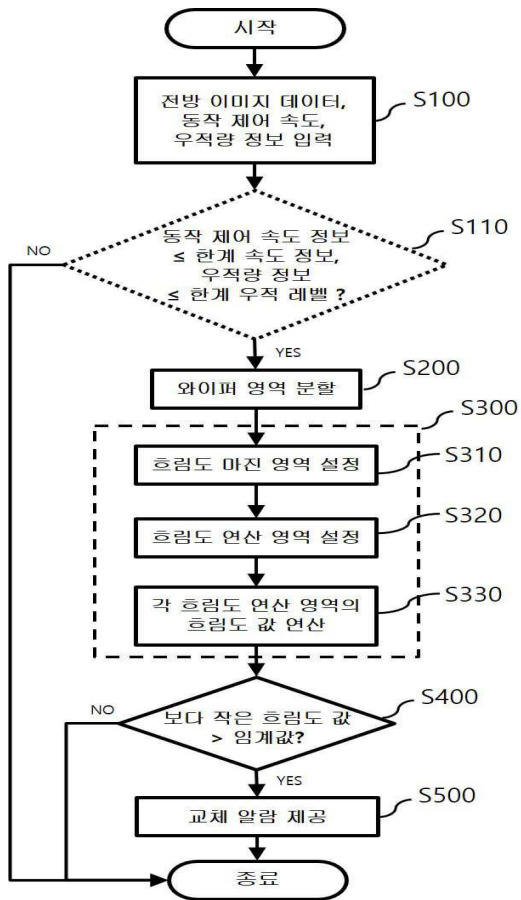 시작
전방 이미지 데이터,
동작 제어 속도,
우적량 정보 입력
S100
동작 제어 속도 정보
≤ 한계 속도 정보,
우적량 정보
≤ 한계 우적 레벨 ?
S110
NO
YES
와이퍼 영역 분할
S200
S300
흐림도 마진 영역 설정
S310
흐림도 연산 영역 설정
S320
각 흐림도 연산 영역의
흐림도 값 연산
S330
보다 작은 흐림도 값
> 임계값?
S400
NO
YES
교체 알람 제공
S500
종료